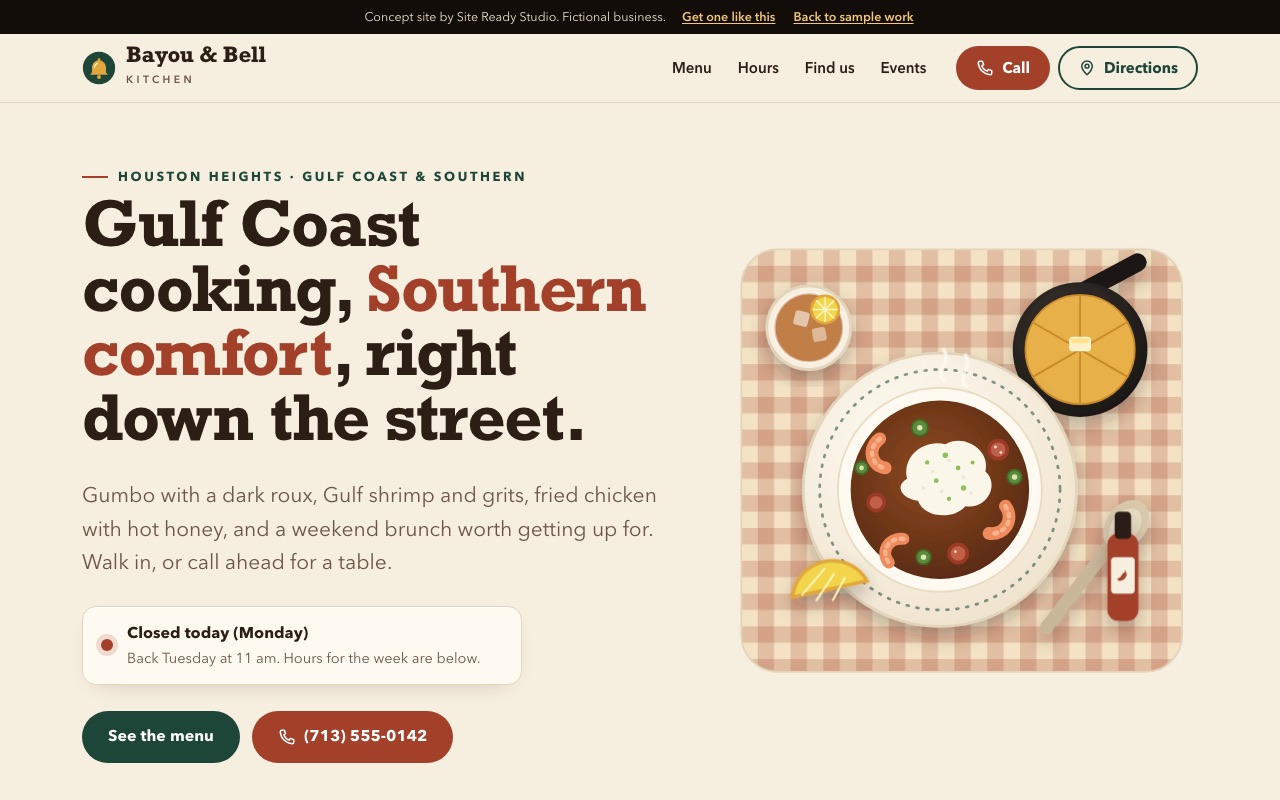 Concept site by Site Ready Studio. Fictional business. Get one like this Back to sample work
Bayou & Bell
KITCHEN
Menu Hours Find us Events Call Directions
HOUSTON HEIGHTS · GULF COAST & SOUTHERN
Gulf Coast
cooking, Southern
comfort, right
down the street.
Gumbo with a dark roux, Gulf shrimp and grits, fried chicken
with hot honey, and a weekend brunch worth getting up for.
Walk in, or call ahead for a table.
Closed today (Monday)
Back Tuesday at 11 am. Hours for the week are below.
See the menu (713) 555-0142